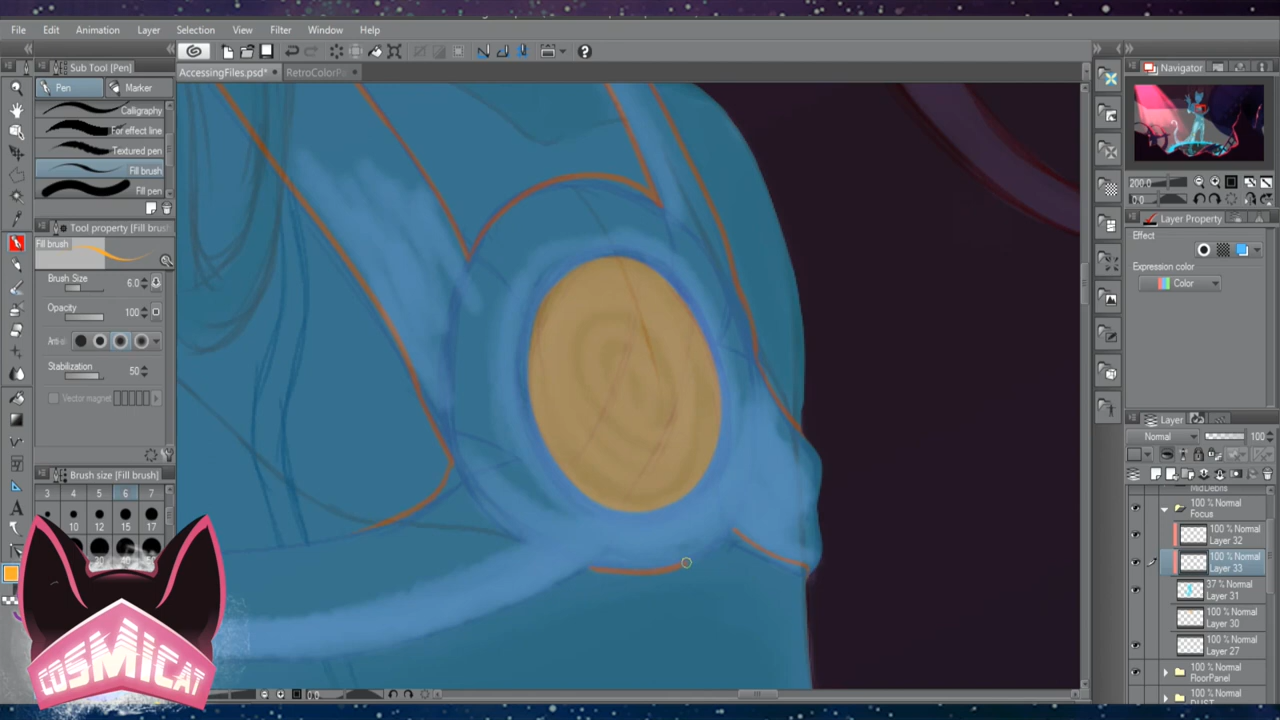 File Edit Animation Layer Selection View Filter Window Help
Sub Tool [Pen]
AccessingFiles.psd*
Navigator
Pen Marker
Calligraphy
For effect line
Textured pen
Fill brush
Fill pen
200.0
0.0
Tool property [Fill brush
Fill brush
Layer Property
Effect
Expression color
Color
Brush Size 6.0
Opacity 100
Stabilization 50
Vector magnet
Layer
Normal 100
Brush size [Fill brush]
3 4 5 6 7
10 12 15 17
100 % Normal
Focus
100 % Normal
Layer 32
100 % Normal
Layer 33
37 % Normal
Layer 31
100 % Normal
Layer 30
100 % Normal
Layer 27
100 % Normal
FloorPanel
100 % Normal
COSMICAT
0.0